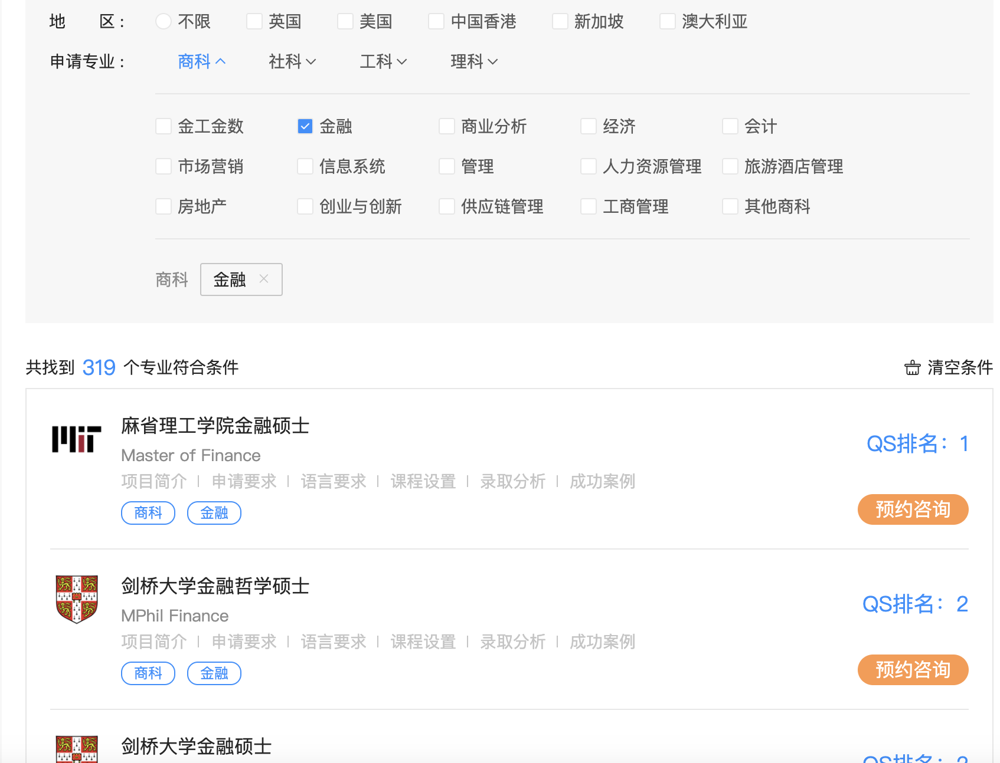 地 区： 不限 英国 美国 中国香港 新加坡 澳大利亚
申请专业： 商科 社科 工科 理科
金工金数 金融 商业分析 经济 会计
市场营销 信息系统 管理 人力资源管理 旅游酒店管理
房地产 创业与创新 供应链管理 工商管理 其他商科
商科 金融 ×
共找到 319 个专业符合条件 清空条件
MIT
麻省理工学院金融硕士
Master of Finance
QS排名：1
项目简介 | 申请要求 | 语言要求 | 课程设置 | 录取分析 | 成功案例
商科 金融
预约咨询
剑桥大学金融哲学硕士
MPhil Finance
QS排名：2
项目简介 | 申请要求 | 语言要求 | 课程设置 | 录取分析 | 成功案例
商科 金融
预约咨询
剑桥大学金融硕士
QS排名：2